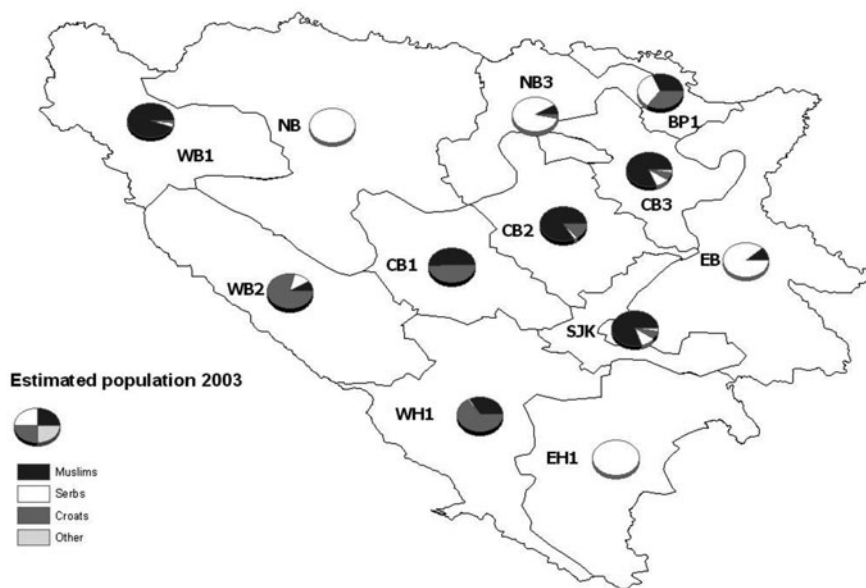 NB3
BP1
NB
WB1
CB3
CB2
EB
CB1
WB2
SJK
Estimated population 2003
WH1
EH1
Muslims
Serbs
Croats
Other